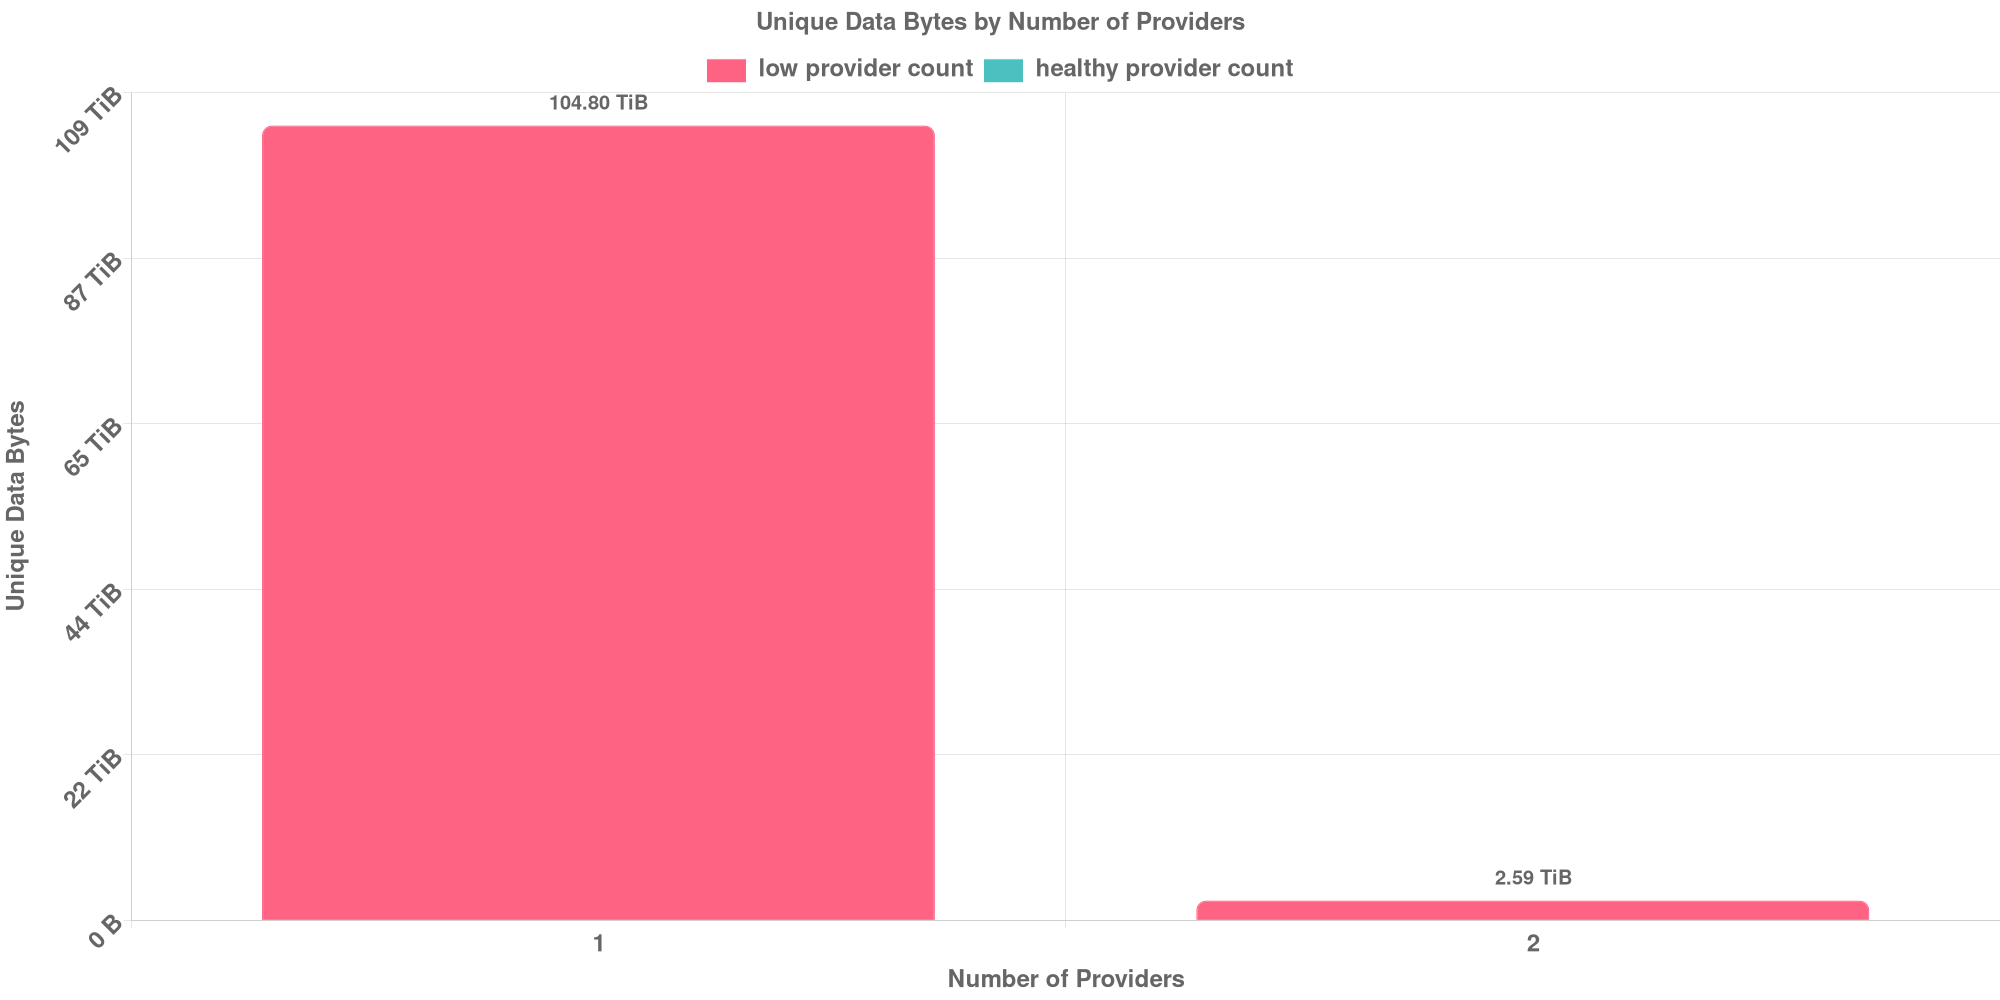 Unique Data Bytes by Number of Providers
low provider count
healthy provider count
109 TiB
87 TiB
65 TiB
44 TiB
22 TiB
0 B
Unique Data Bytes
104.80 TiB
2.59 TiB
1
2
Number of Providers